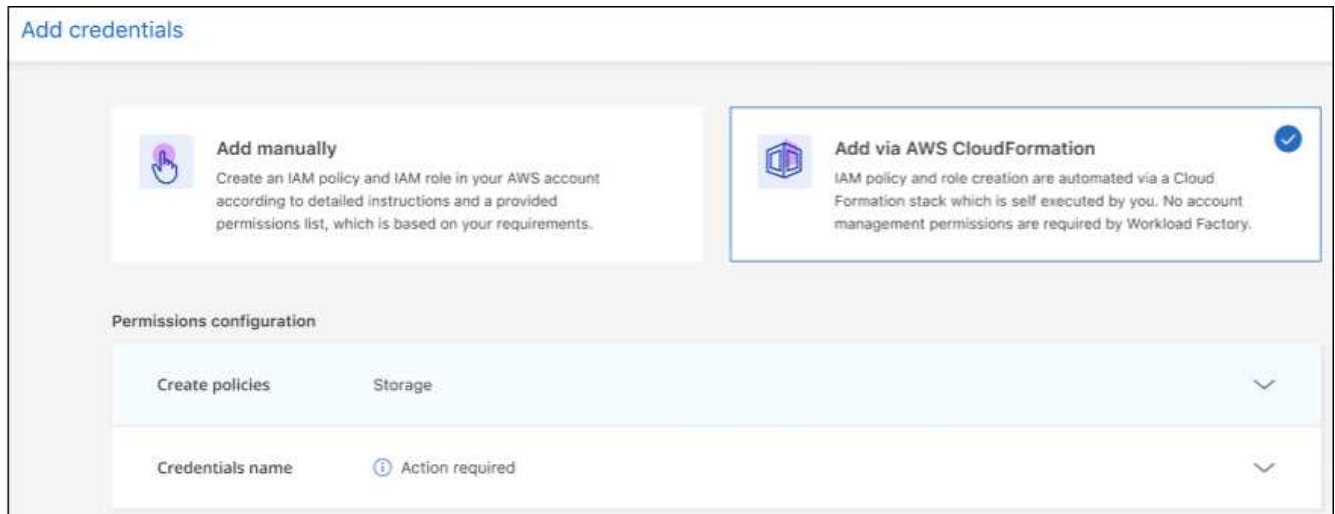 Add credentials
Add manually
Create an IAM policy and IAM role in your AWS account
according to detailed instructions and a provided
permissions list, which is based on your requirements.
Add via AWS CloudFormation
IAM policy and role creation are automated via a Cloud
Formation stack which is self executed by you. No account
management permissions are required by Workload Factory.
Permissions configuration
Create policies Storage
Credentials name Action required